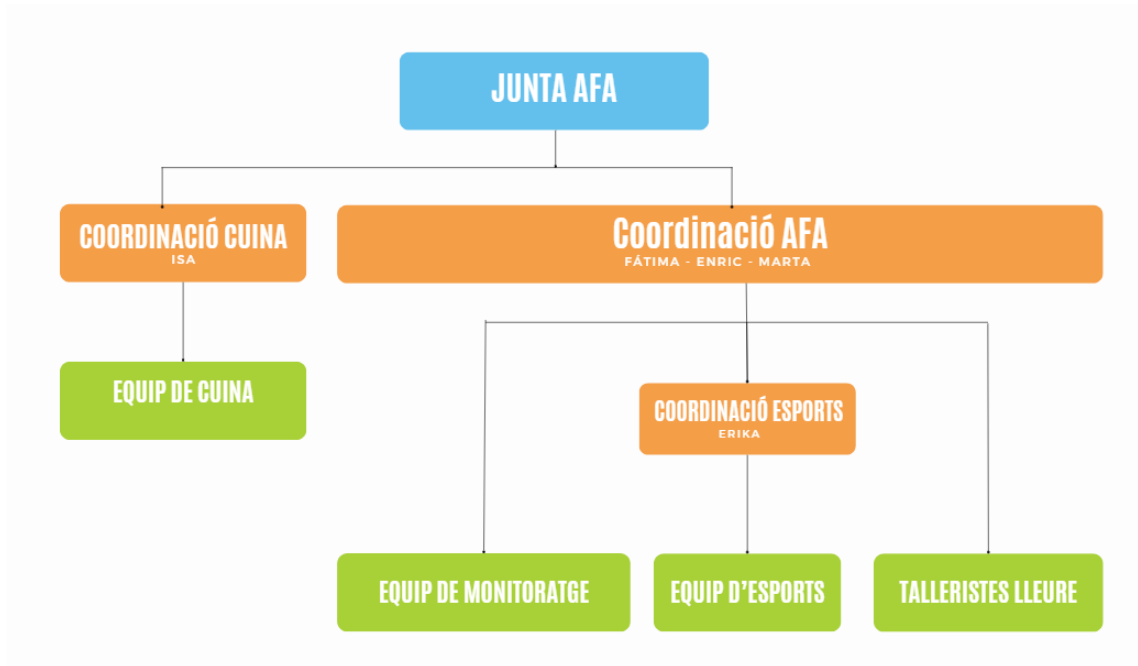 JUNTA AFA
COORDINACIÓ CUINA
ISA
Coordinació AFA
FÁTIMA - ENRIC - MARTA
EQUIP DE CUINA
COORDINACIÓ ESPORTS
ERIKA
EQUIP DE MONITORATGE
EQUIP D'ESPORTS
TALLERISTES LLEURE